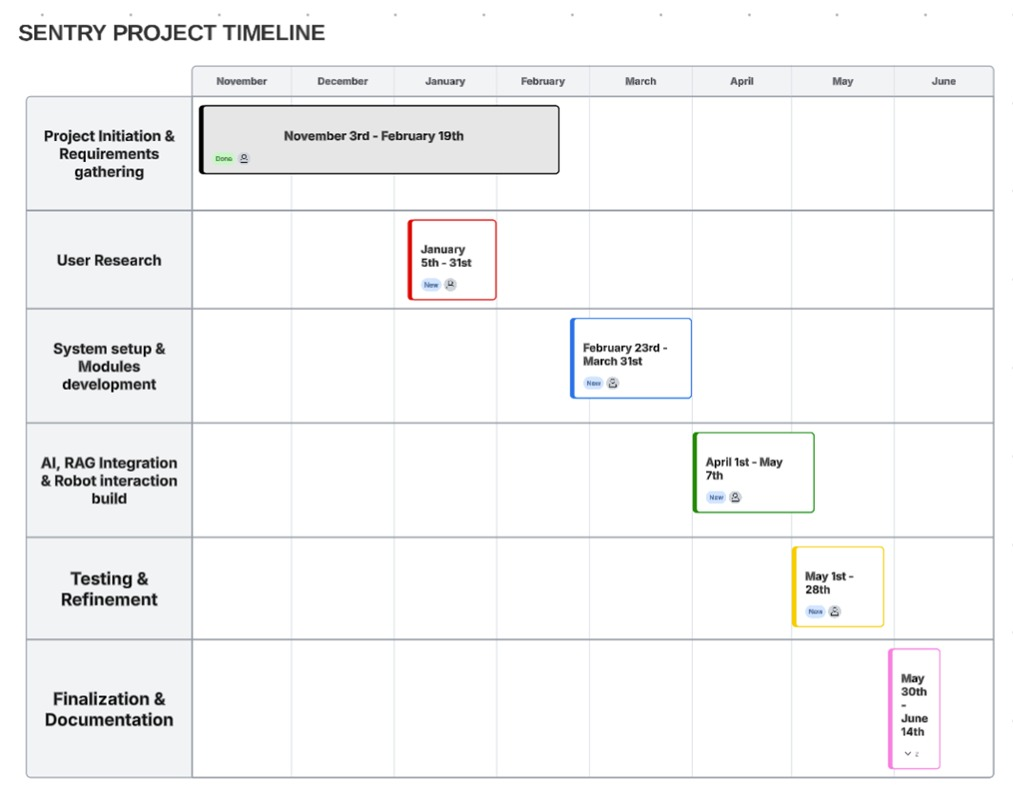 SENTRY PROJECT TIMELINE
November December January February March April May June
Project Initiation &
Requirements
gathering
November 3rd - February 19th
Done
User Research
January
5th - 31st
New
System setup &
Modules
development
February 23rd -
March 31st
New
AI, RAG Integration
& Robot interaction
build
April 1st - May
7th
New
Testing &
Refinement
May 1st -
28th
New
Finalization &
Documentation
May
30th
-
June
14th